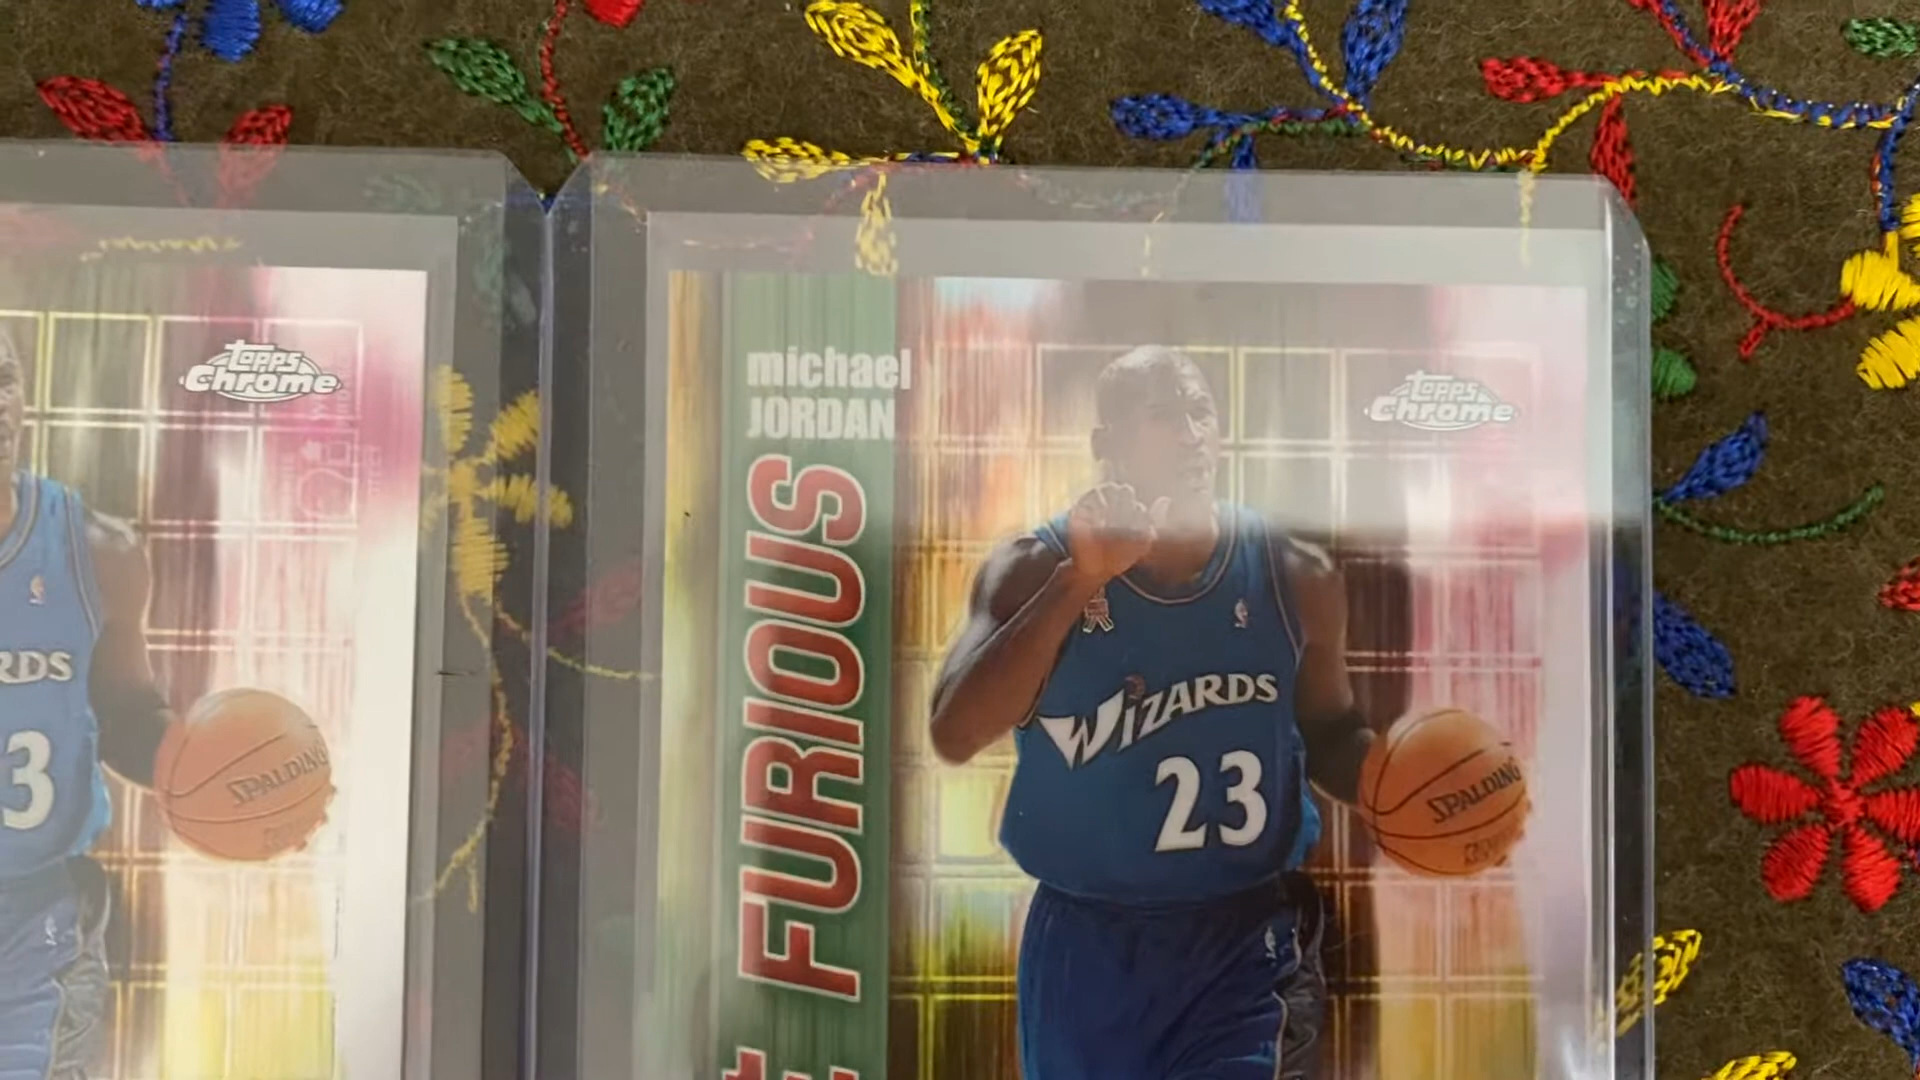 Topps
Chrome
RDS
3
SPALDING
michael
JORDAN
FURIOUS
Topps
Chrome
WIZARDS
23
SPALDING